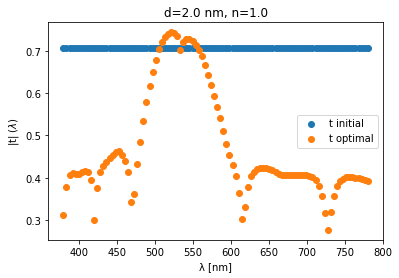 d=2.0 nm, n=1.0
0.7
0.6
0.5
0.4
0.3
|t| (λ)
t initial
t optimal
400 450 500 550 600 650 700 750 800
λ [nm]